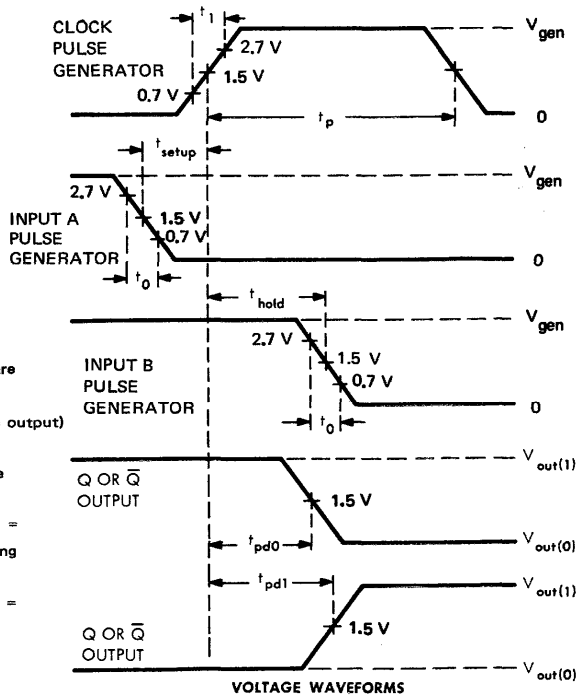 CLOCK
PULSE
GENERATOR
t1
2.7 V
1.5 V
0.7 V
tp
Vgen
0
tsetup
INPUT A
PULSE
GENERATOR
2.7 V
1.5 V
0.7 V
t0
Vgen
0
thold
INPUT B
PULSE
GENERATOR
2.7 V
1.5 V
0.7 V
t0
Vgen
0
output)
=
=
Q OR Q̅
OUTPUT
1.5 V
tpd0
Vout(1)
Vout(0)
Q OR Q̅
OUTPUT
tpd1
1.5 V
Vout(1)
Vout(0)
VOLTAGE WAVEFORMS